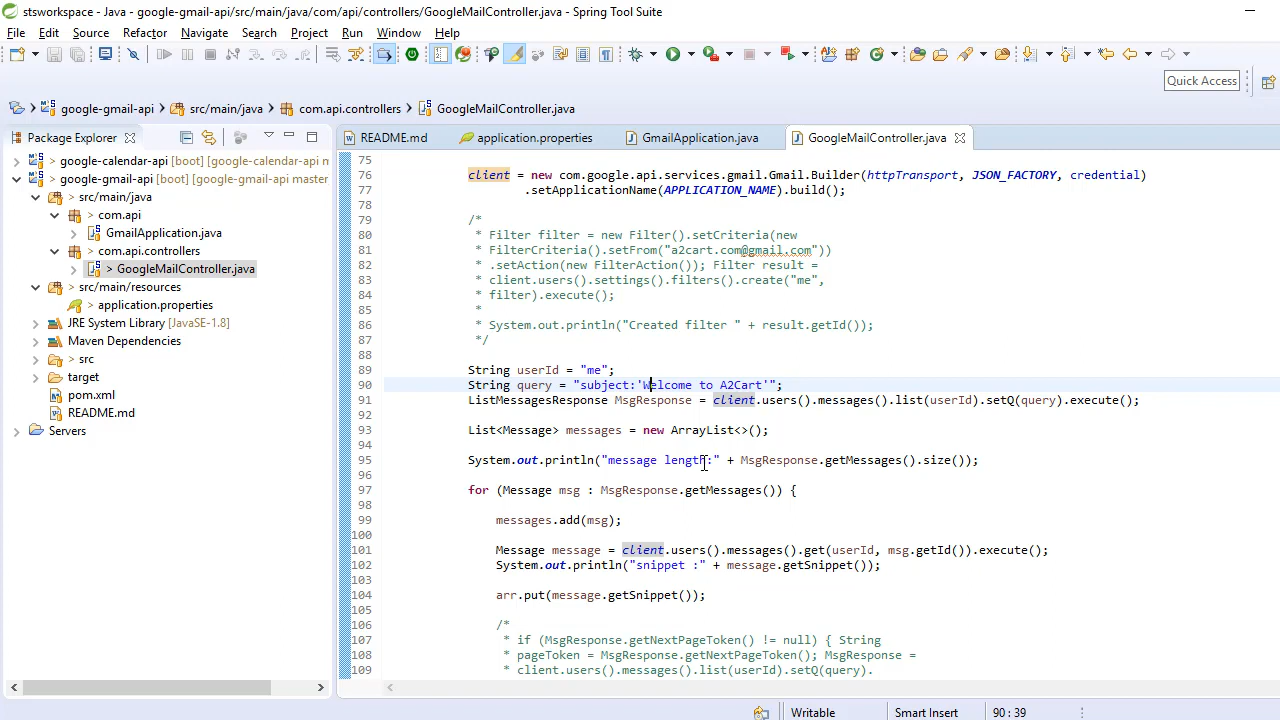 stsworkspace - Java - google-gmail-api/src/main/java/com/api/controllers/GoogleMailController.java - Spring Tool Suite
File Edit Source Refactor Navigate Search Project Run Window Help
Quick Access
google-gmail-api src/main/java com.api.controllers GoogleMailController.java
Package Explorer
> google-calendar-api [boot] [google-calendar-api m
> google-gmail-api [boot] [google-gmail-api master
> src/main/java
> com.api
GmailApplication.java
> com.api.controllers
> GoogleMailController.java
> src/main/resources
application.properties
JRE System Library [JavaSE-1.8]
Maven Dependencies
> src
target
pom.xml
README.md
Servers
README.md application.properties GmailApplication.java GoogleMailController.java
75
76 client = new com.google.api.services.gmail.Gmail.Builder(httpTransport, JSON_FACTORY, credential)
77 .setApplicationName(APPLICATION_NAME).build();
78
79 /*
80 * Filter filter = new Filter().setCriteria(new
81 * FilterCriteria().setFrom("a2cart.com@gmail.com"))
82 * .setAction(new FilterAction()); Filter result =
83 * client.users().settings().filters().create("me",
84 * filter).execute();
85 *
86 * System.out.println("Created filter " + result.getId());
87 */
88
89 String userId = "me";
90 String query = "subject:'Welcome to A2Cart'";
91 ListMessagesResponse MsgResponse = client.users().messages().list(userId).setQ(query).execute();
92
93 List<Message> messages = new ArrayList<>();
94
95 System.out.println("message length:" + MsgResponse.getMessages().size());
96
97 for (Message msg : MsgResponse.getMessages()) {
98
99 messages.add(msg);
100
101 Message message = client.users().messages().get(userId, msg.getId()).execute();
102 System.out.println("snippet :" + message.getSnippet());
103
104 arr.put(message.getSnippet());
105
106 /*
107 * if (MsgResponse.getNextPageToken() != null) { String
108 * pageToken = MsgResponse.getNextPageToken(); MsgResponse =
109 * client.users().messages().list(userId).setQ(query).
Writable Smart Insert 90 : 39